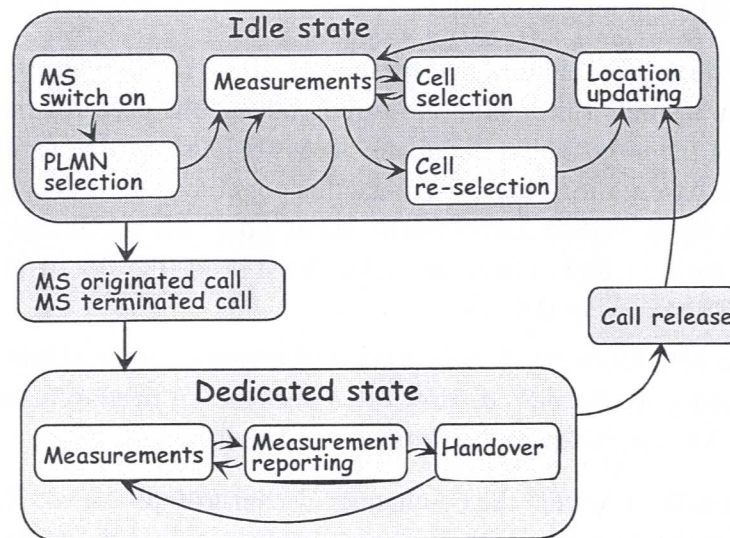 Idle state
MS
switch on
Measurements
Cell
selection
Location
updating
PLMN
selection
Cell
re-selection
MS originated call
MS terminated call
Call release
Dedicated state
Measurements
Measurement
reporting
Handover